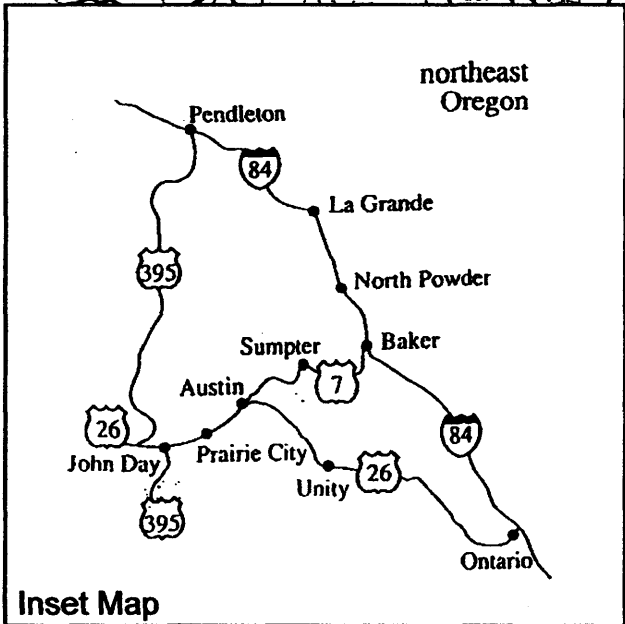 northeast
Oregon
Pendleton
84
La Grande
395
North Powder
Sumpter
Baker
7
Austin
26
84
John Day
Prairie City
Unity
26
395
Ontario
Inset Map